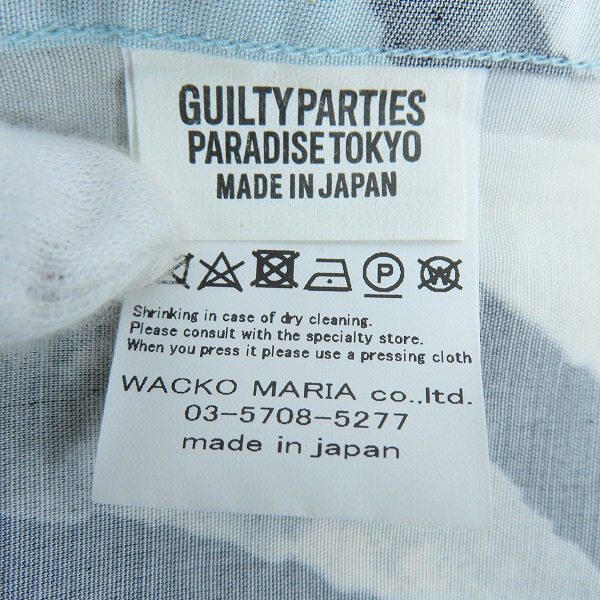 GUILTY PARTIES
PARADISE TOKYO
MADE IN JAPAN
P W
Shrinking in case of dry cleaning.
Please consult with the specialty store.
When you press it please use a pressing cloth
WACKO MARIA co.,ltd.
03-5708-5277
made in japan